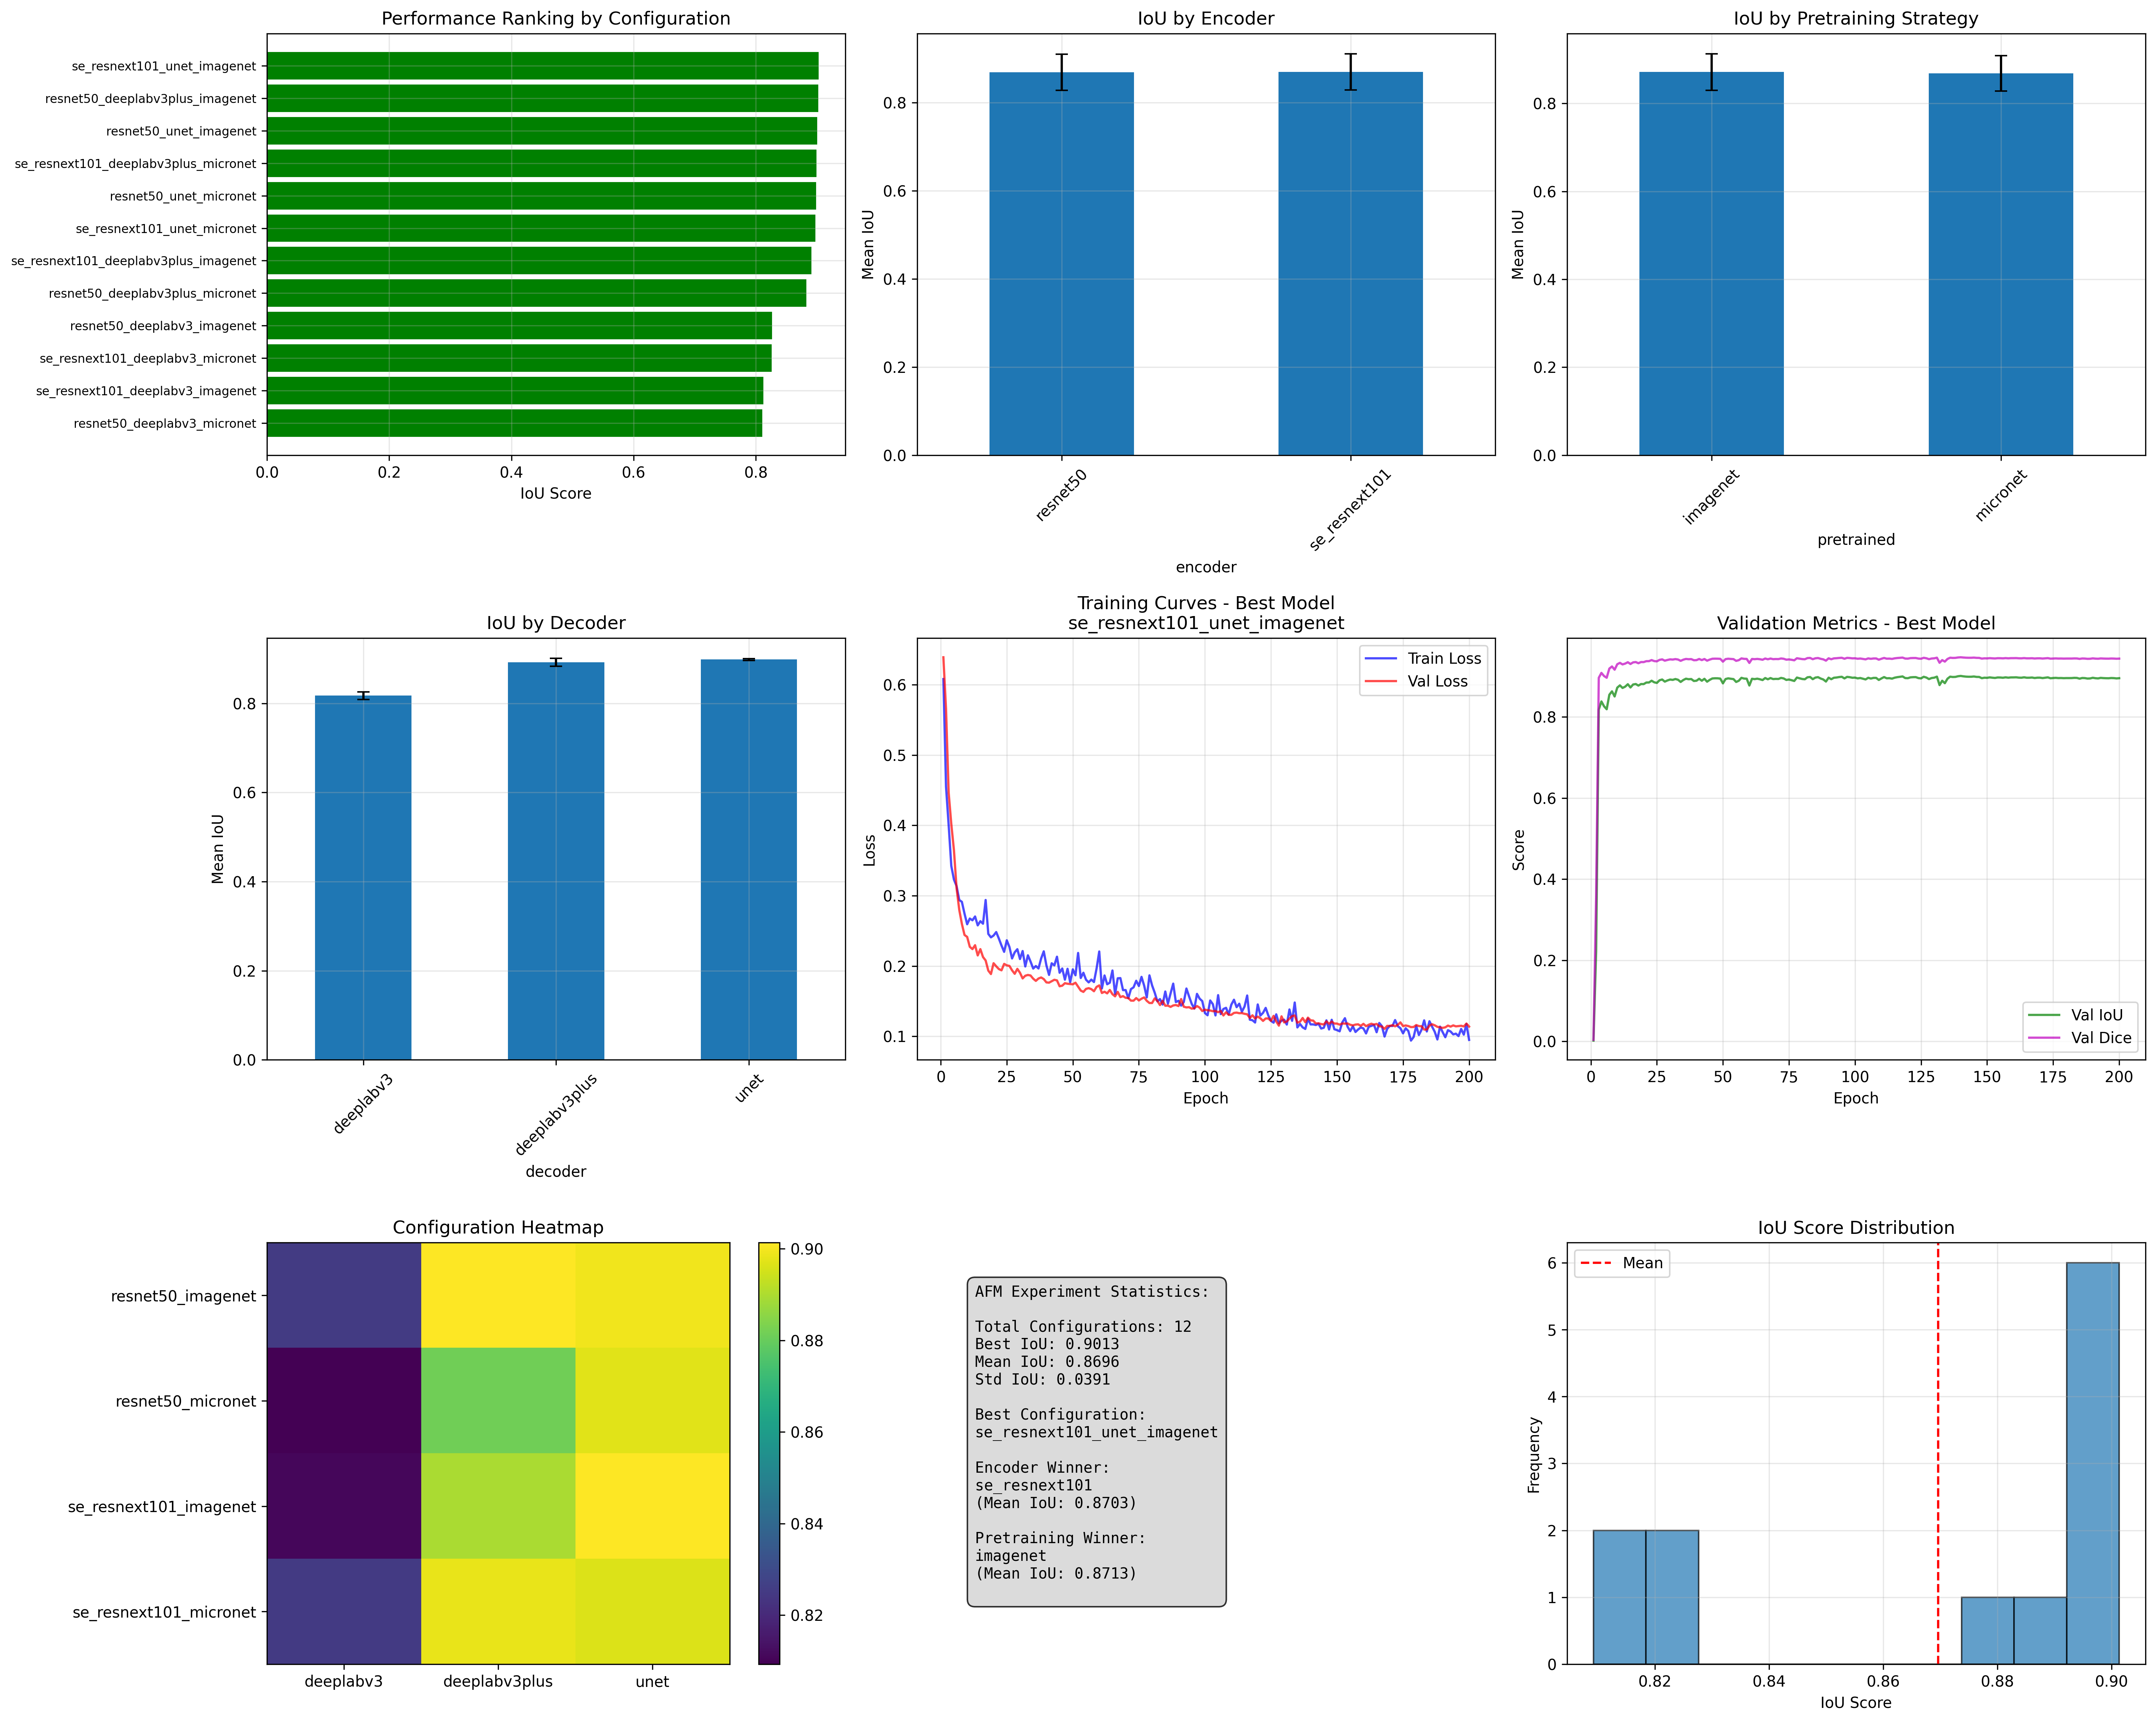 Performance Ranking by Configuration
se_resnext101_unet_imagenet
resnet50_deeplabv3plus_imagenet
resnet50_unet_imagenet
se_resnext101_deeplabv3plus_micronet
resnet50_unet_micronet
se_resnext101_unet_micronet
se_resnext101_deeplabv3plus_imagenet
resnet50_deeplabv3plus_micronet
resnet50_deeplabv3_imagenet
se_resnext101_deeplabv3_micronet
se_resnext101_deeplabv3_imagenet
resnet50_deeplabv3_micronet
0.0 0.2 0.4 0.6 0.8
IoU Score
IoU by Encoder
Mean IoU
0.8
0.6
0.4
0.2
0.0
resnet50 se_resnext101
encoder
IoU by Pretraining Strategy
Mean IoU
0.8
0.6
0.4
0.2
0.0
imagenet micronet
pretrained
IoU by Decoder
Mean IoU
0.8
0.6
0.4
0.2
0.0
deeplabv3 deeplabv3plus unet
decoder
Training Curves - Best Model
se_resnext101_unet_imagenet
Train Loss
Val Loss
Loss
0.6
0.5
0.4
0.3
0.2
0.1
0 25 50 75 100 125 150 175 200
Epoch
Validation Metrics - Best Model
Score
0.8
0.6
0.4
0.2
0.0
Val IoU
Val Dice
0 25 50 75 100 125 150 175 200
Epoch
Configuration Heatmap
resnet50_imagenet
resnet50_micronet
se_resnext101_imagenet
se_resnext101_micronet
deeplabv3 deeplabv3plus unet
0.90
0.88
0.86
0.84
0.82
AFM Experiment Statistics:
Total Configurations: 12
Best IoU: 0.9013
Mean IoU: 0.8696
Std IoU: 0.0391
Best Configuration:
se_resnext101_unet_imagenet
Encoder Winner:
se_resnext101
(Mean IoU: 0.8703)
Pretraining Winner:
imagenet
(Mean IoU: 0.8713)
IoU Score Distribution
Mean
Frequency
6
5
4
3
2
1
0
0.82 0.84 0.86 0.88 0.90
IoU Score